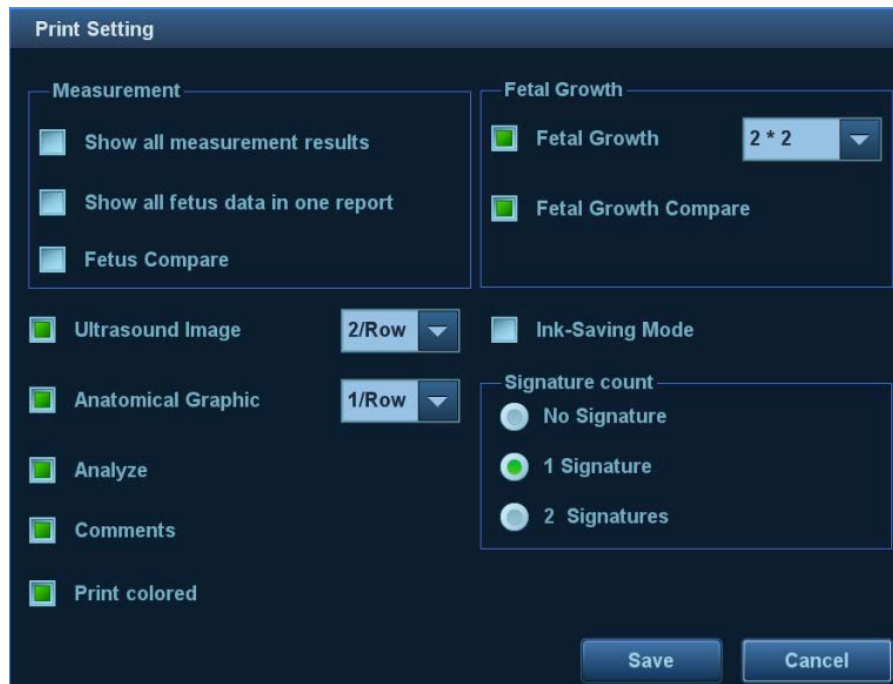 Print Setting
Measurement
Show all measurement results
Show all fetus data in one report
Fetus Compare
Fetal Growth
Fetal Growth 2 * 2
Fetal Growth Compare
Ultrasound Image 2/Row
Anatomical Graphic 1/Row
Analyze
Comments
Print colored
Ink-Saving Mode
Signature count
No Signature
1 Signature
2 Signatures
Save Cancel